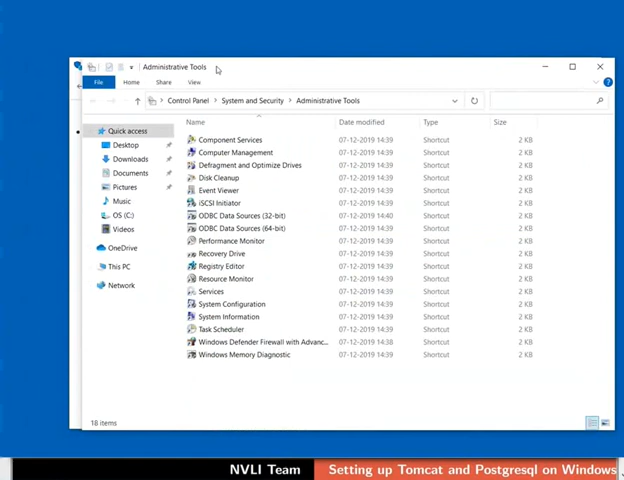 Administrative Tools
File Home Share View
Control Panel System and Security Administrative Tools
Name Date modified Type Size
Quick access
Desktop
Downloads
Documents
Pictures
Music
OS (C:)
Videos
OneDrive
This PC
Network
Component Services 07-12-2019 14:39 Shortcut 2 KB
Computer Management 07-12-2019 14:39 Shortcut 2 KB
Defragment and Optimize Drives 07-12-2019 14:39 Shortcut 2 KB
Disk Cleanup 07-12-2019 14:39 Shortcut 2 KB
Event Viewer 07-12-2019 14:39 Shortcut 2 KB
iSCSI Initiator 07-12-2019 14:39 Shortcut 2 KB
ODBC Data Sources (32-bit) 07-12-2019 14:40 Shortcut 2 KB
ODBC Data Sources (64-bit) 07-12-2019 14:39 Shortcut 2 KB
Performance Monitor 07-12-2019 14:39 Shortcut 2 KB
Recovery Drive 07-12-2019 14:39 Shortcut 2 KB
Registry Editor 07-12-2019 14:39 Shortcut 2 KB
Resource Monitor 07-12-2019 14:39 Shortcut 2 KB
Services 07-12-2019 14:39 Shortcut 2 KB
System Configuration 07-12-2019 14:39 Shortcut 2 KB
System Information 07-12-2019 14:39 Shortcut 2 KB
Task Scheduler 07-12-2019 14:39 Shortcut 2 KB
Windows Defender Firewall with Advanc... 07-12-2019 14:38 Shortcut 2 KB
Windows Memory Diagnostic 07-12-2019 14:39 Shortcut 2 KB
18 items
NVLI Team Setting up Tomcat and Postgresql on Windows